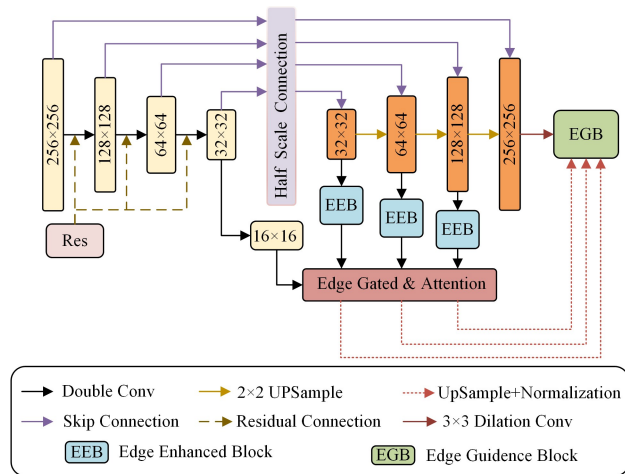 256×256
128×128
64×64
32×32
Half Scale Connection
32×32
64×64
128×128
256×256
EGB
EEB
EEB
EEB
Res
16×16
Edge Gated & Attention
Double Conv
2×2 UPSample
UpSample+Normalization
Skip Connection
Residual Connection
3×3 Dilation Conv
EEB
Edge Enhanced Block
EGB
Edge Guidence Block